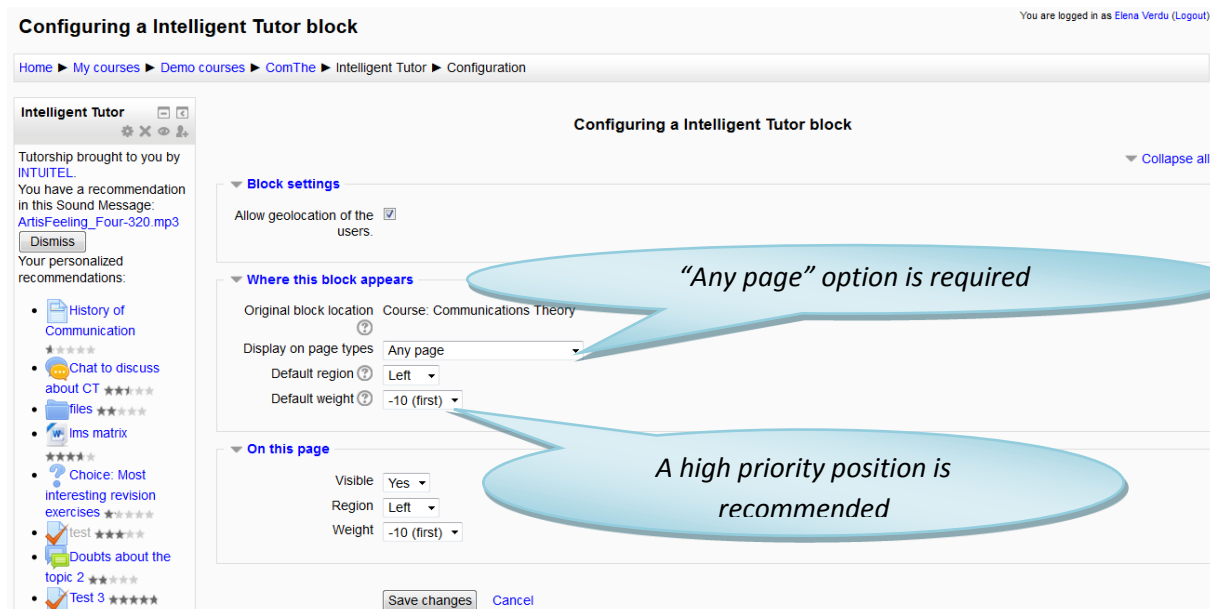 Configuring a Intelligent Tutor block
You are logged in as Elena Verdu (Logout)
Home ► My courses ► Demo courses ► ComThe ► Intelligent Tutor ► Configuration
Intelligent Tutor
Tutorship brought to you by
INTUITEL.
You have a recommendation
in this Sound Message:
ArtisFeeling_Four-320.mp3
Dismiss
Your personalized
recommendations:
History of
Communication
Chat to discuss
about CT
files
lms matrix
Choice: Most
interesting revision
exercises
test
Doubts about the
topic 2
Test 3
Configuring a Intelligent Tutor block
Collapse all
Block settings
Allow geolocation of the
users.
Where this block appears
Original block location Course: Communications Theory
Display on page types Any page
Default region Left
Default weight -10 (first)
On this page
Visible Yes
Region Left
Weight -10 (first)
Save changes Cancel
“Any page” option is required
A high priority position is
recommended